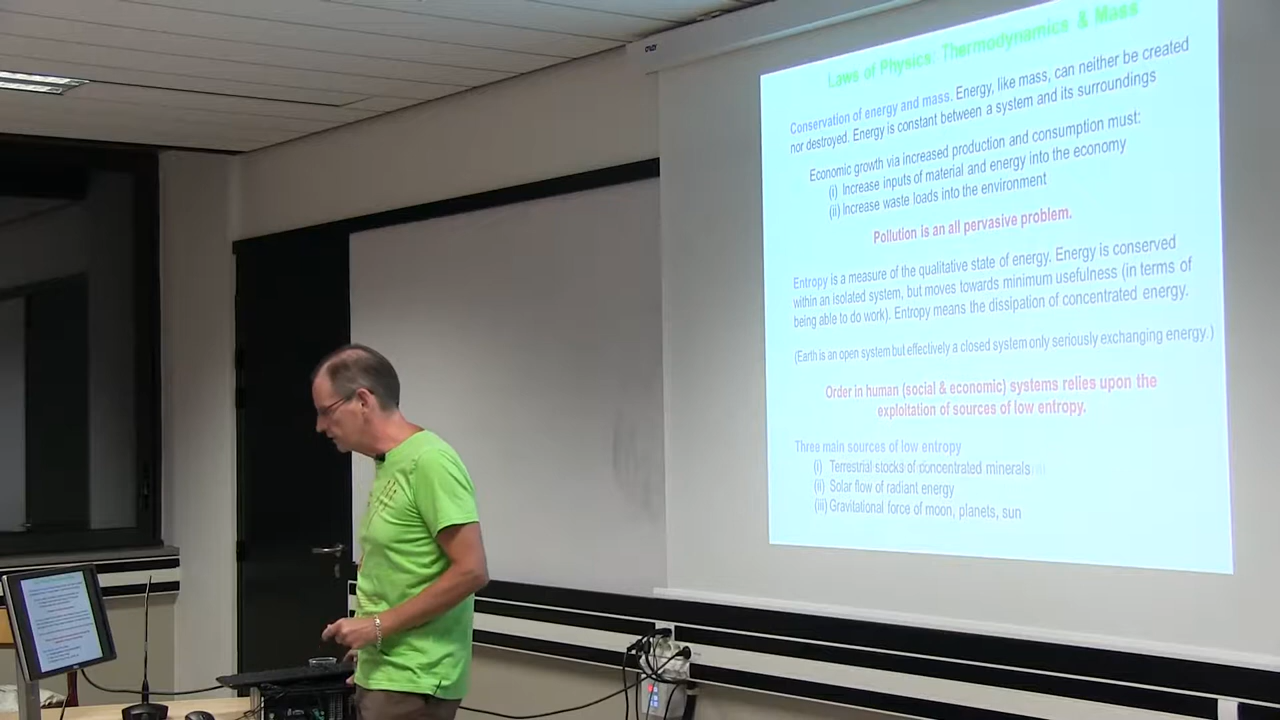 Laws of Physics: Thermodynamics & Mass
Conservation of energy and mass. Energy, like mass, can neither be created
nor destroyed. Energy is constant between a system and its surroundings
Economic growth via increased production and consumption must:
(i) Increase inputs of material and energy into the economy
(ii) Increase waste loads into the environment
Pollution is an all pervasive problem.
Entropy is a measure of the qualitative state of energy. Energy is conserved
within an isolated system, but moves towards minimum usefulness (in terms of
being able to do work). Entropy means the dissipation of concentrated energy.
(Earth is an open system but effectively a closed system only seriously exchanging energy.)
Order in human (social & economic) systems relies upon the
exploitation of sources of low entropy.
Three main sources of low entropy
(i) Terrestrial stocks of concentrated minerals
(ii) Solar flow of radiant energy
(iii) Gravitational force of moon, planets, sun